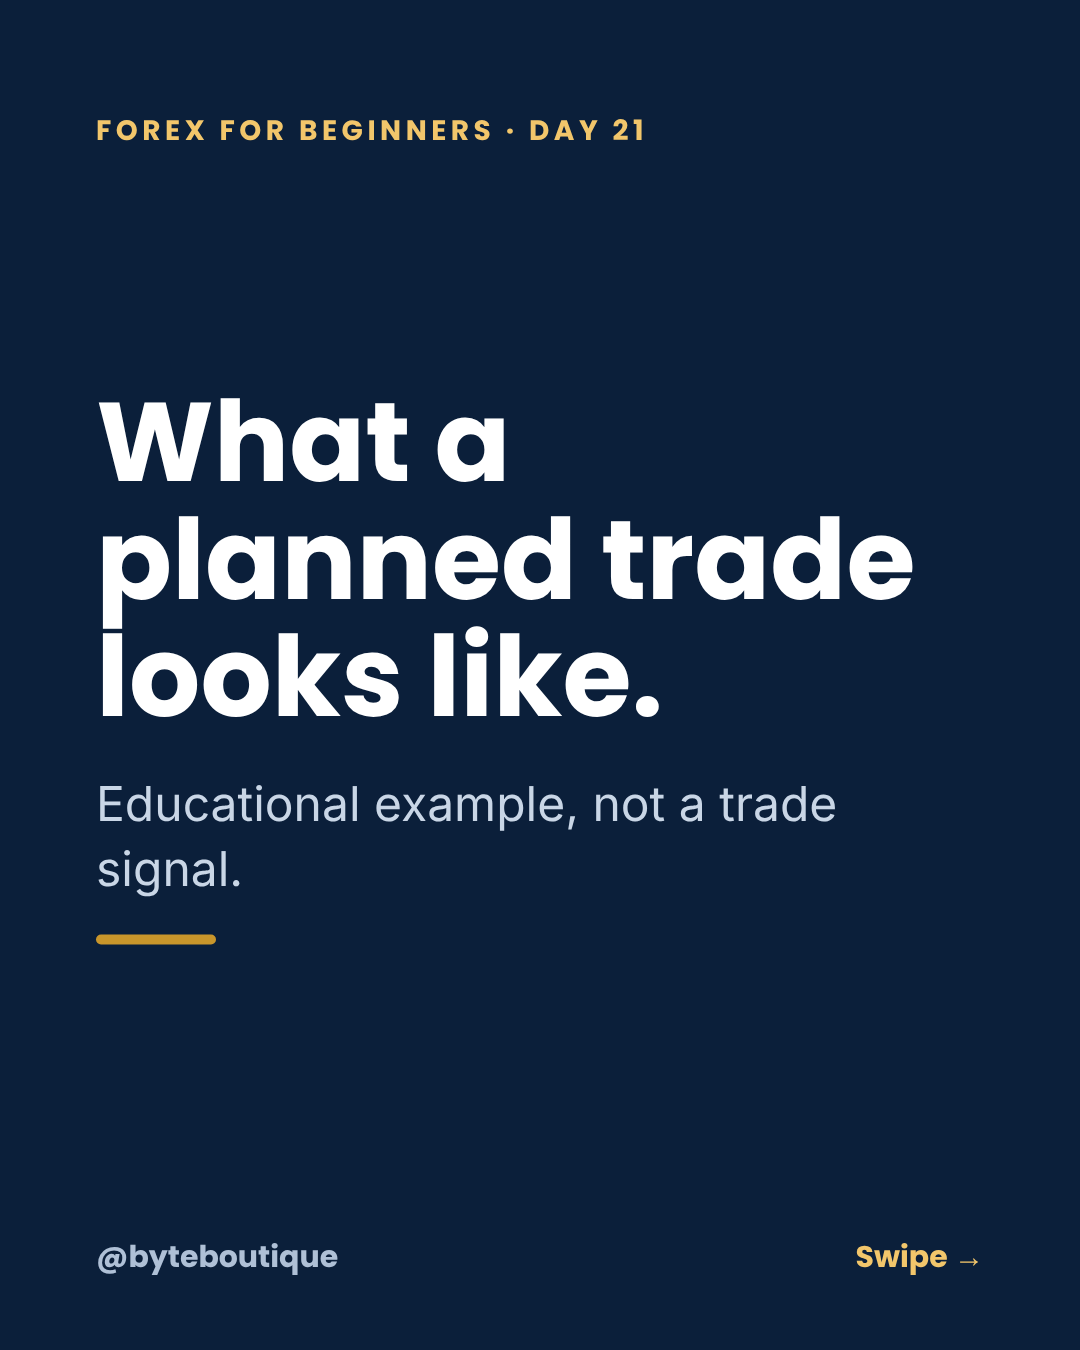 FOREX FOR BEGINNERS · DAY 21
What a
planned trade
looks like.
Educational example, not a trade
signal.
@byteboutique
Swipe →